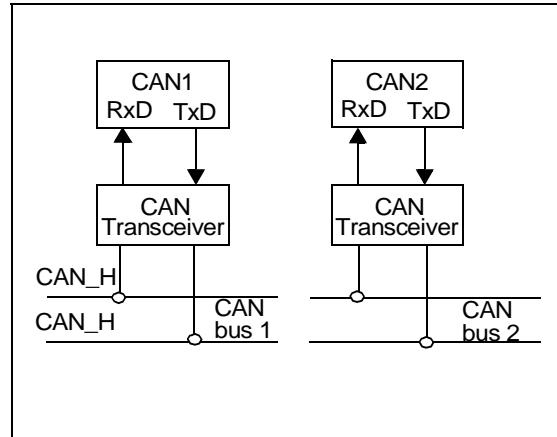 CAN1
RxD TxD
CAN
Transceiver
CAN_H
CAN_H
CAN
bus 1
CAN2
RxD TxD
CAN
Transceiver
CAN
bus 2